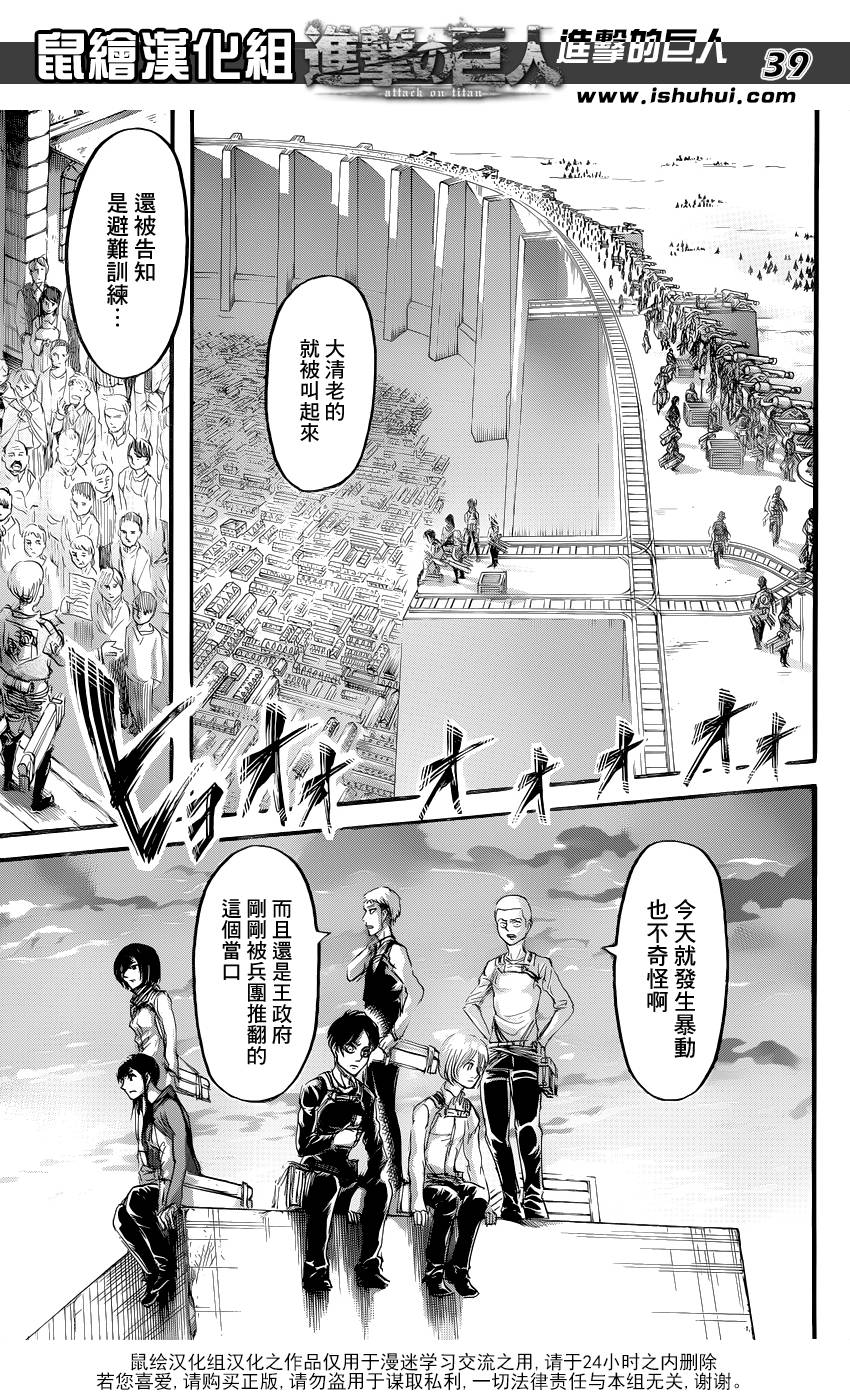 鼠繪漢化組
進撃の巨人
attack on titan
進擊的巨人
www.ishuhui.com
39
大清老的
就被叫起來
還被告知
是避難訓練…
ビョオオオオオオオオ
今天就發生暴動
也不奇怪啊
而且還是王政府
剛剛被兵團推翻的
這個當口
鼠绘汉化组汉化之作品仅用于漫迷学习交流之用, 请于24小时之内删除
若您喜爱, 请购买正版, 请勿盗用于谋取私利, 一切法律责任与本组无关, 谢谢。